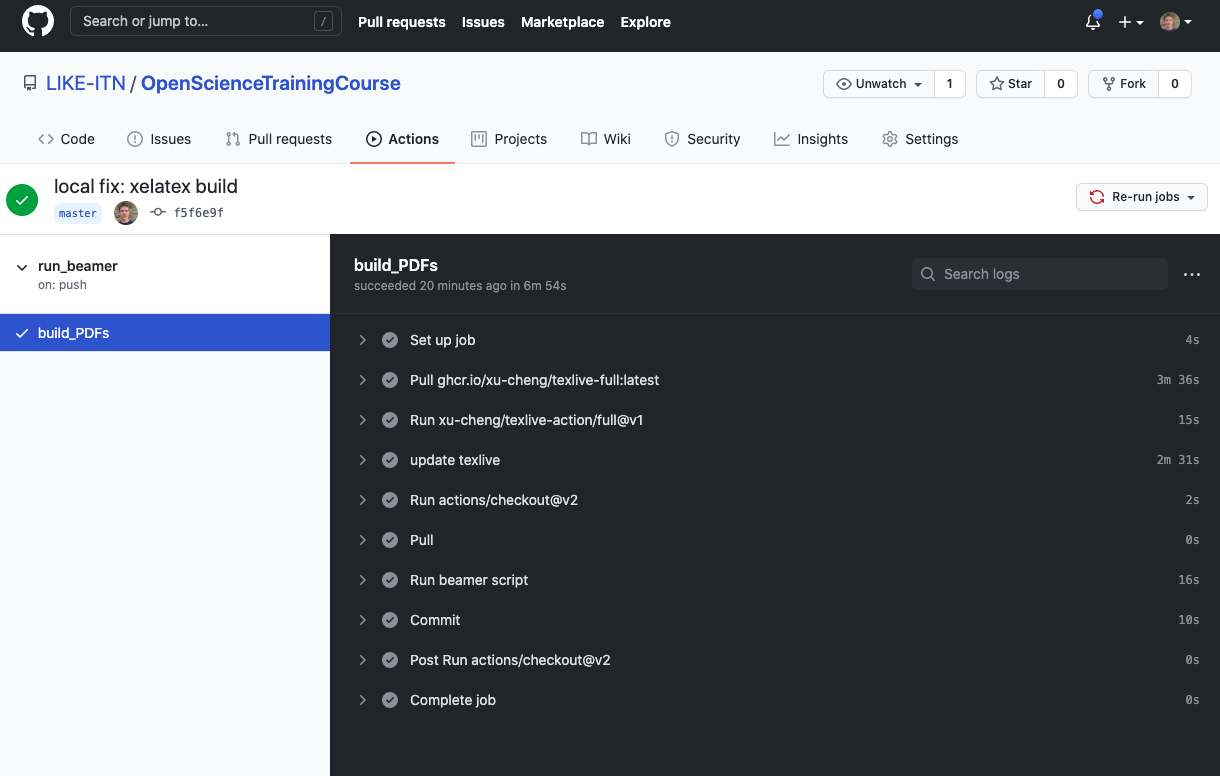 Search or jump to... / Pull requests Issues Marketplace Explore
LIKE-ITN / OpenScienceTrainingCourse Unwatch 1 Star 0 Fork 0
Code Issues Pull requests Actions Projects Wiki Security Insights Settings
local fix: xelatex build
master f5f6e9f
Re-run jobs
run_beamer
on: push
build_PDFs
build_PDFs
succeeded 20 minutes ago in 6m 54s
Search logs
Set up job 4s
Pull ghcr.io/xu-cheng/texlive-full:latest 3m 36s
Run xu-cheng/texlive-action/full@v1 15s
update texlive 2m 31s
Run actions/checkout@v2 2s
Pull 0s
Run beamer script 16s
Commit 10s
Post Run actions/checkout@v2 0s
Complete job 0s